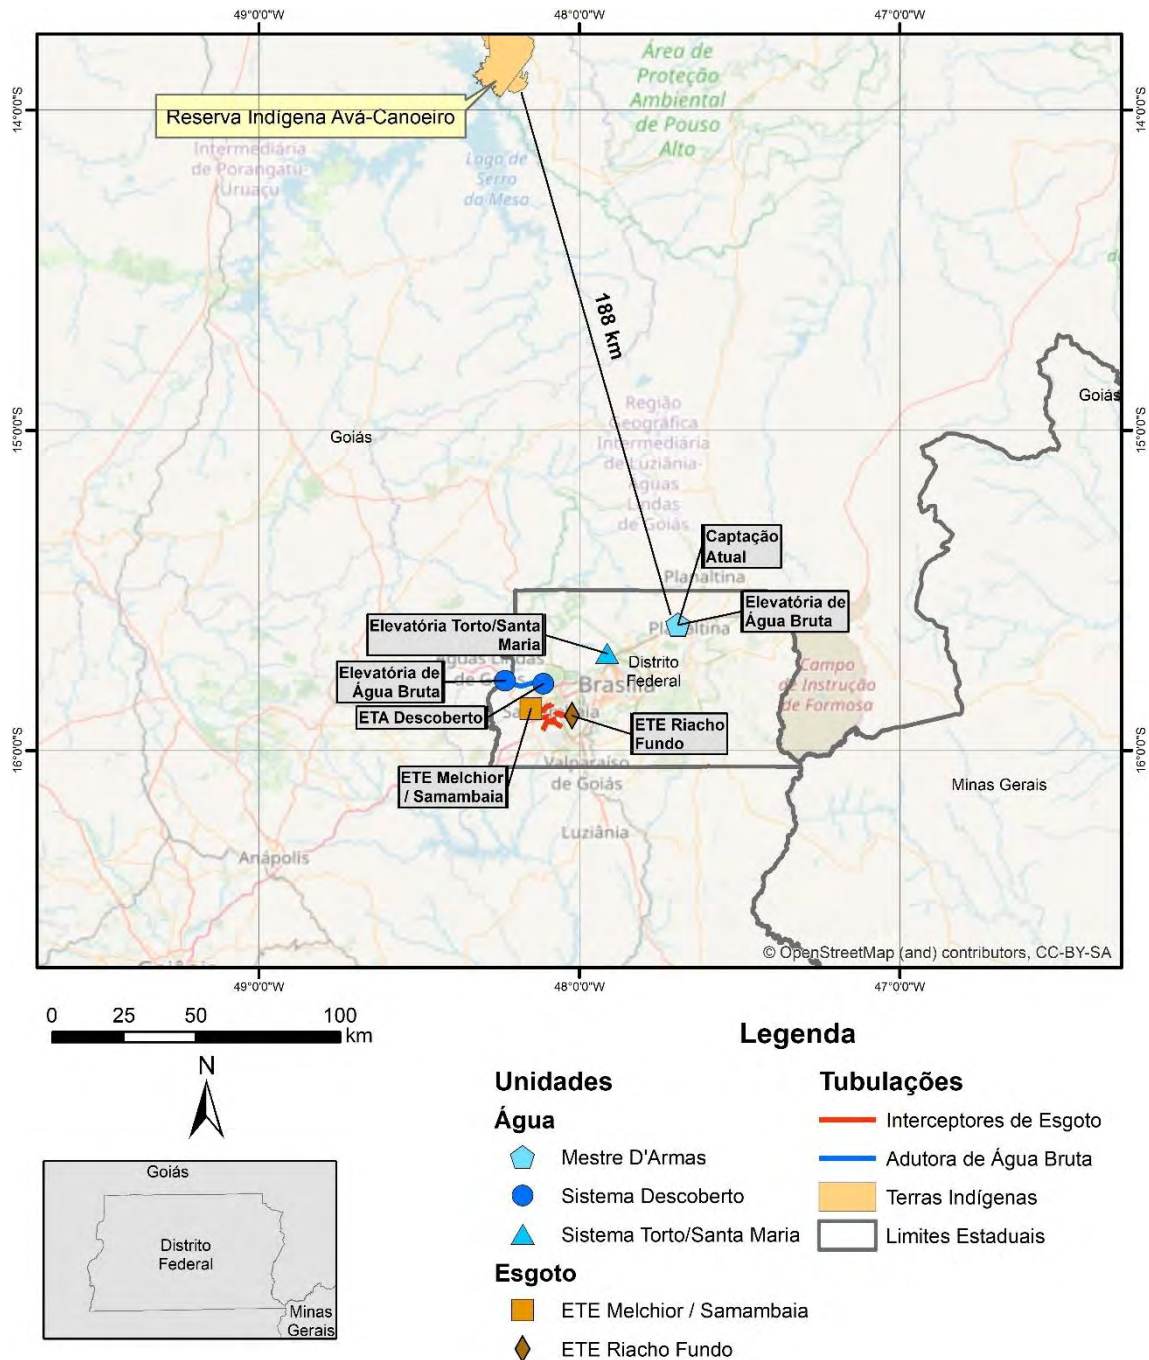 49°0'0"W
48°0'0"W
47°0'0"W
Área de
Proteção
Ambiental
de Pouso
Alto
14°0'0"S
14°0'0"S
Reserva Indígena Avá-Canoeiro
Intermediária
de Porangatu-
Uruaçu
Lago de
Serra
da Mesa
188 km
Goiás
Região
Geográfica
Intermediária
de Luziânia-
Águas
Lindas
de Goiás
15°0'0"S
15°0'0"S
Goiás
Captação
Atual
Planaltina
Elevatória de
Água Bruta
Planaltina
Elevatória Torto/Santa
Maria
Distrito
Federal
Águas Lindas
de Goiás
Elevatória de
Água Bruta
Brasília
Campo
de Instrução
de Formosa
ETA Descoberto
ETE Riacho
Fundo
16°0'0"S
16°0'0"S
Valparaíso
de Goiás
ETE Melchior
/ Samambaia
Minas Gerais
Luziânia
Anápolis
© OpenStreetMap (and) contributors, CC-BY-SA
49°0'0"W
48°0'0"W
47°0'0"W
0 25 50 100
km
N
Goiás
Distrito
Federal
Minas
Gerais
Legenda
Unidades
Água
Mestre D'Armas
Sistema Descoberto
Sistema Torto/Santa Maria
Esgoto
ETE Melchior / Samambaia
ETE Riacho Fundo
Tubulações
Interceptores de Esgoto
Adutora de Água Bruta
Terras Indígenas
Limites Estaduais